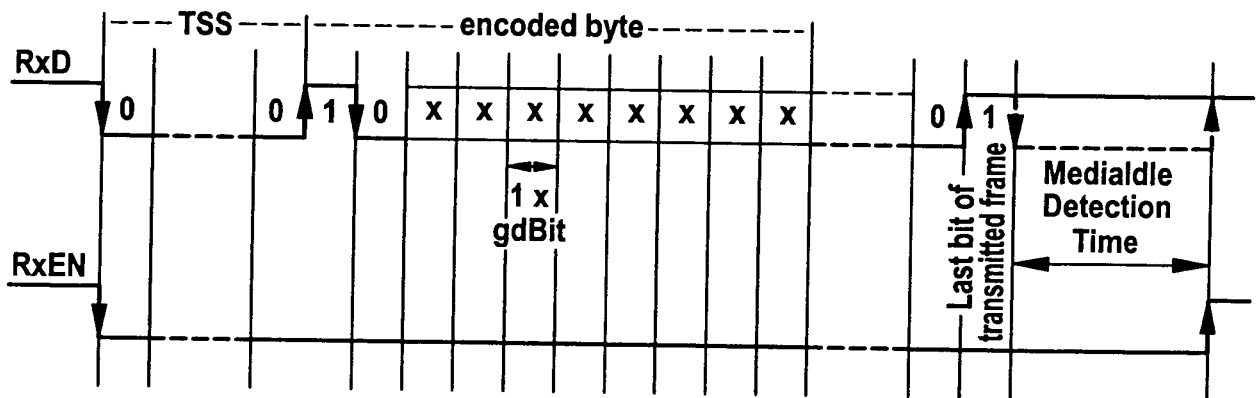 TSS
encoded byte
RxD
0
0 1 0 x x x x x x x x
0 1
1 x
gdBit
RxEN
Last bit of
transmitted frame
MediaIdle
Detection
Time